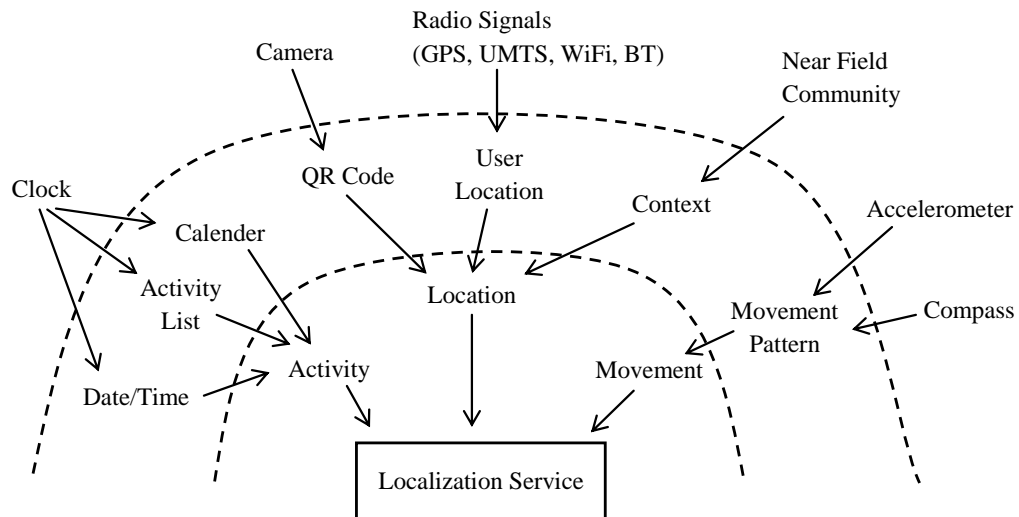 Radio Signals
(GPS, UMTS, WiFi, BT)
Camera
Near Field
Community
User
Location
QR Code
Clock
Context
Accelerometer
Calender
Activity
List
Location
Movement
Pattern
Compass
Activity
Movement
Date/Time
Localization Service